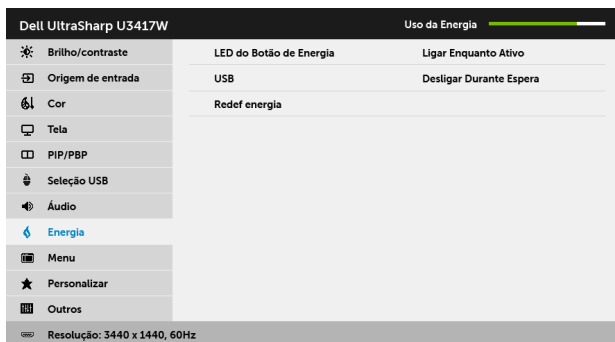 Dell UltraSharp U3417W
Uso da Energia
Brilho/contraste
LED do Botão de Energia
Ligar Enquanto Ativo
Origem de entrada
USB
Desligar Durante Espera
Cor
Redef energia
Tela
PIP/PBP
Seleção USB
Áudio
Energia
Menu
Personalizar
Outros
Resolução: 3440 x 1440, 60Hz